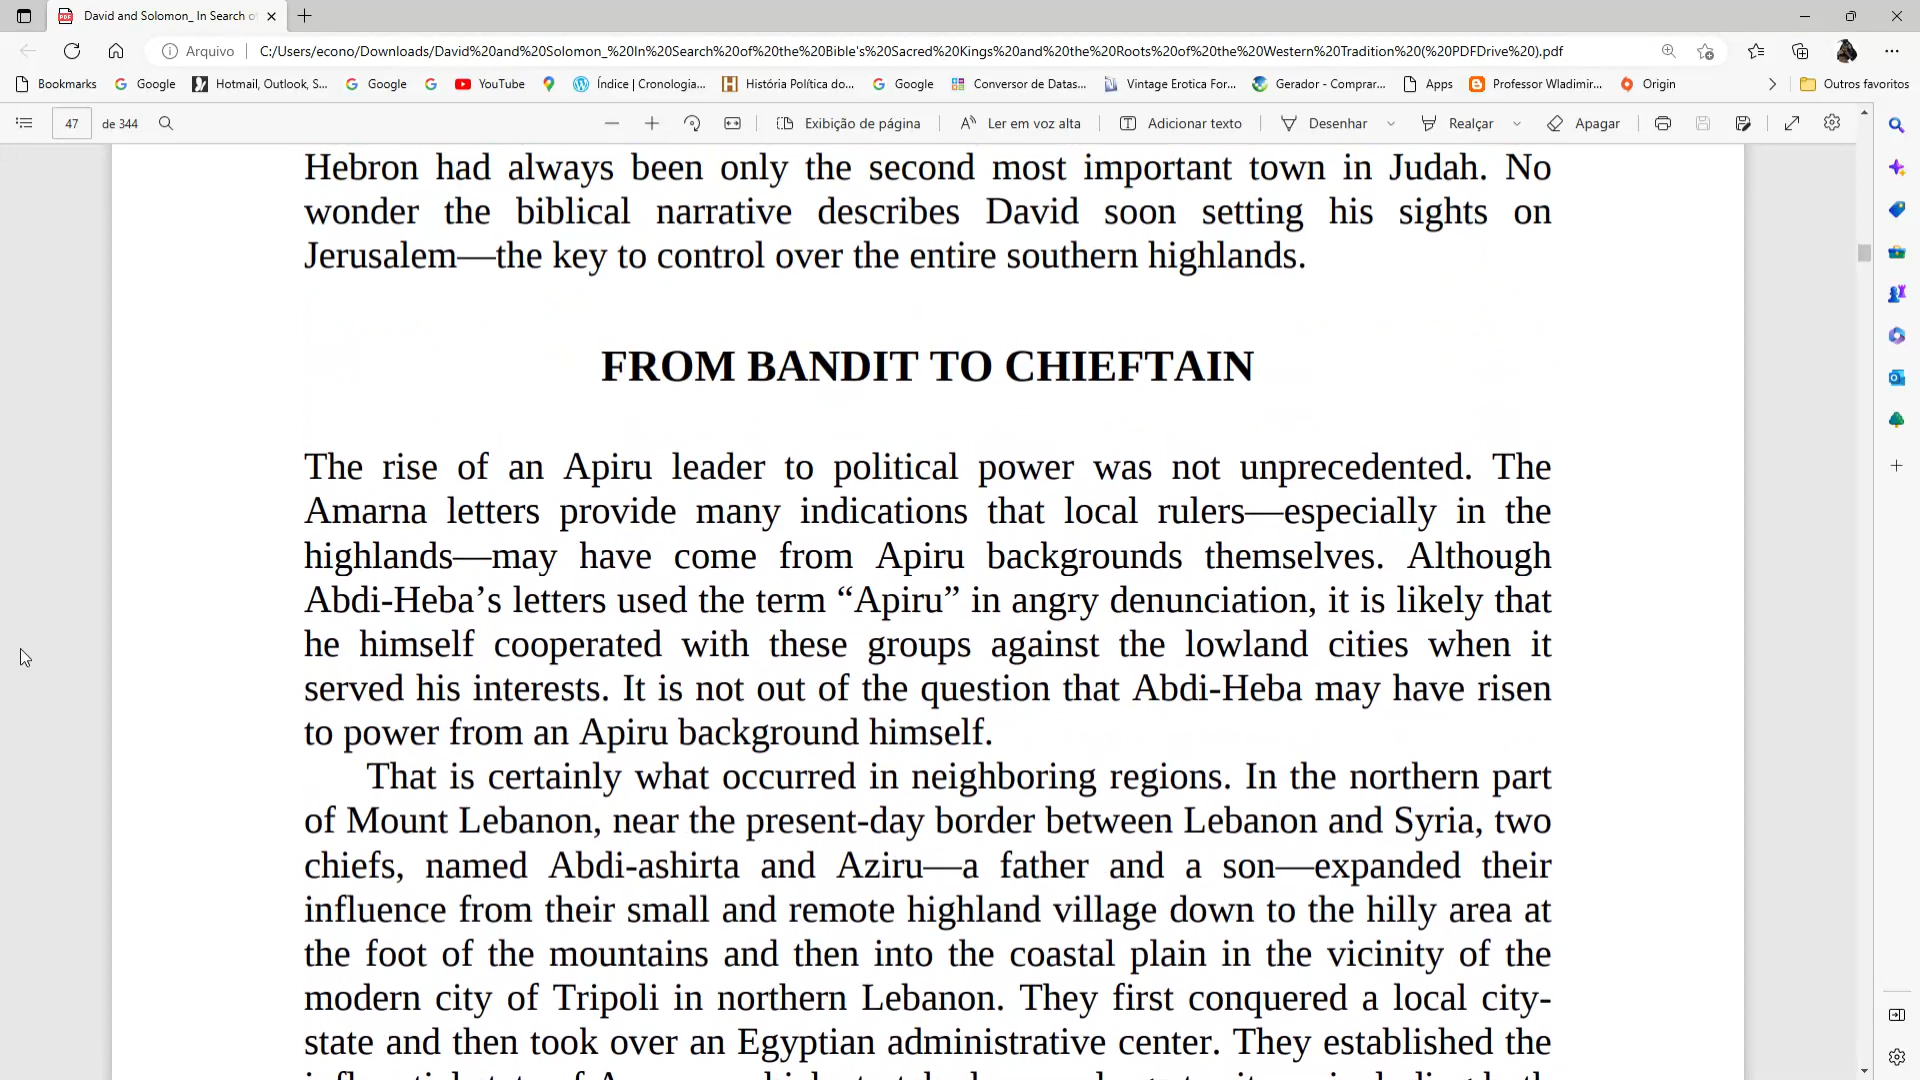 David and Solomon_ In Search o
Arquivo
C:/Users/econo/Downloads/David%20and%20Solomon_%20In%20Search%20of%20the%20Bible's%20Sacred%20Kings%20and%20the%20Roots%20of%20the%20Western%20Tradition%20(%20PDFDrive%20).pdf
Bookmarks Google Hotmail, Outlook, S... Google YouTube Índice | Cronologia... História Política do... Google Conversor de Datas... Vintage Erotica For... Gerador - Comprar... Apps Professor Wladimir... Origin Outros favoritos
47 de 344 Exibição de página Ler em voz alta Adicionar texto Desenhar Realçar Apagar
Hebron had always been only the second most important town in Judah. No
wonder the biblical narrative describes David soon setting his sights on
Jerusalem—the key to control over the entire southern highlands.
FROM BANDIT TO CHIEFTAIN
The rise of an Apiru leader to political power was not unprecedented. The
Amarna letters provide many indications that local rulers—especially in the
highlands—may have come from Apiru backgrounds themselves. Although
Abdi-Heba’s letters used the term “Apiru” in angry denunciation, it is likely that
he himself cooperated with these groups against the lowland cities when it
served his interests. It is not out of the question that Abdi-Heba may have risen
to power from an Apiru background himself.
That is certainly what occurred in neighboring regions. In the northern part
of Mount Lebanon, near the present-day border between Lebanon and Syria, two
chiefs, named Abdi-ashirta and Aziru—a father and a son—expanded their
influence from their small and remote highland village down to the hilly area at
the foot of the mountains and then into the coastal plain in the vicinity of the
modern city of Tripoli in northern Lebanon. They first conquered a local city-
state and then took over an Egyptian administrative center. They established the